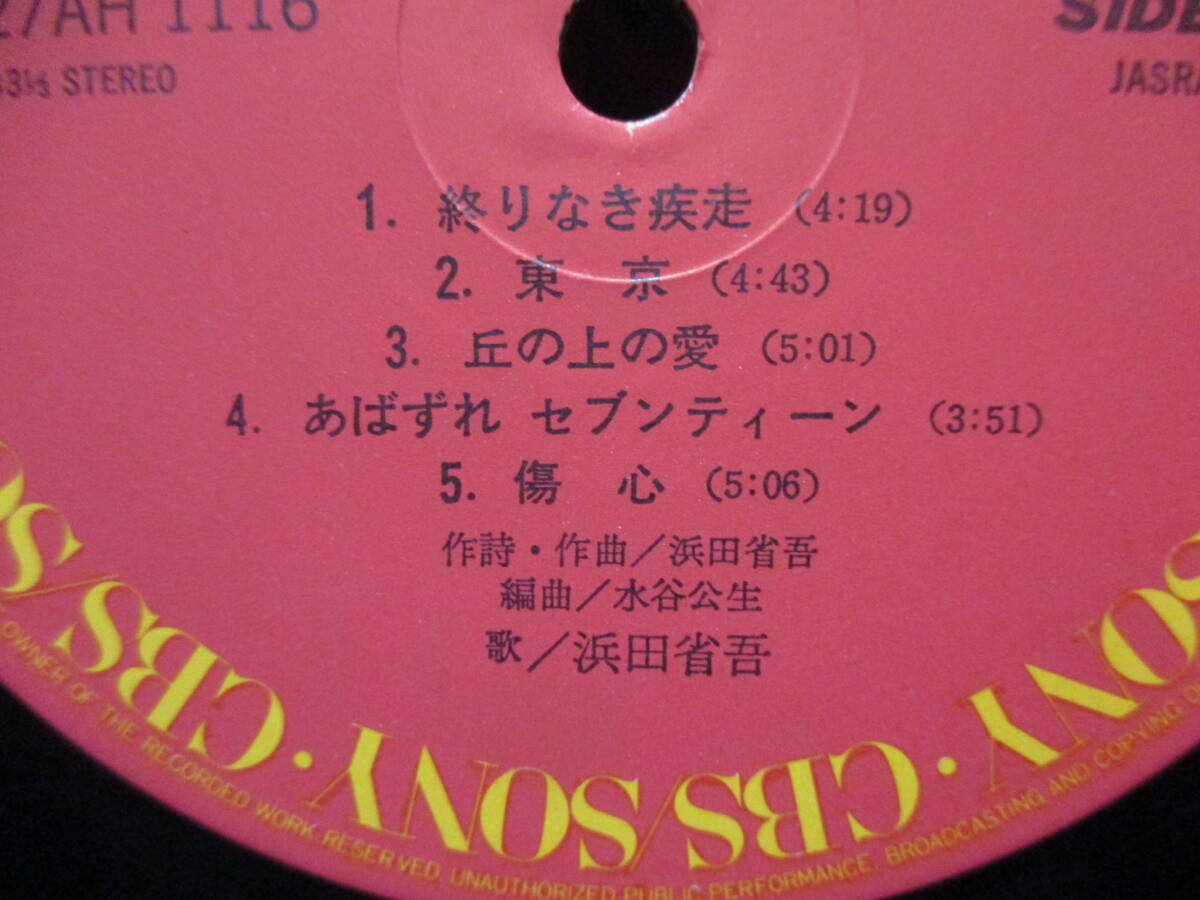 27AH 1116
SIDE
33⅓ STEREO
JASRA
1. 終りなき疾走 (4:19)
2. 東　京 (4:43)
3. 丘の上の愛 (5:01)
4. あばずれ セブンティーン (3:51)
5. 傷　心 (5:06)
作詩・作曲／浜田省吾
編曲／水谷公生
歌／浜田省吾
CBS/SONY · CBS/SONY · CBS/SO
OWNER OF THE RECORDED WORK RESERVED UNAUTHORIZED PUBLIC PERFORMANCE, BROADCASTING AND COPYING O